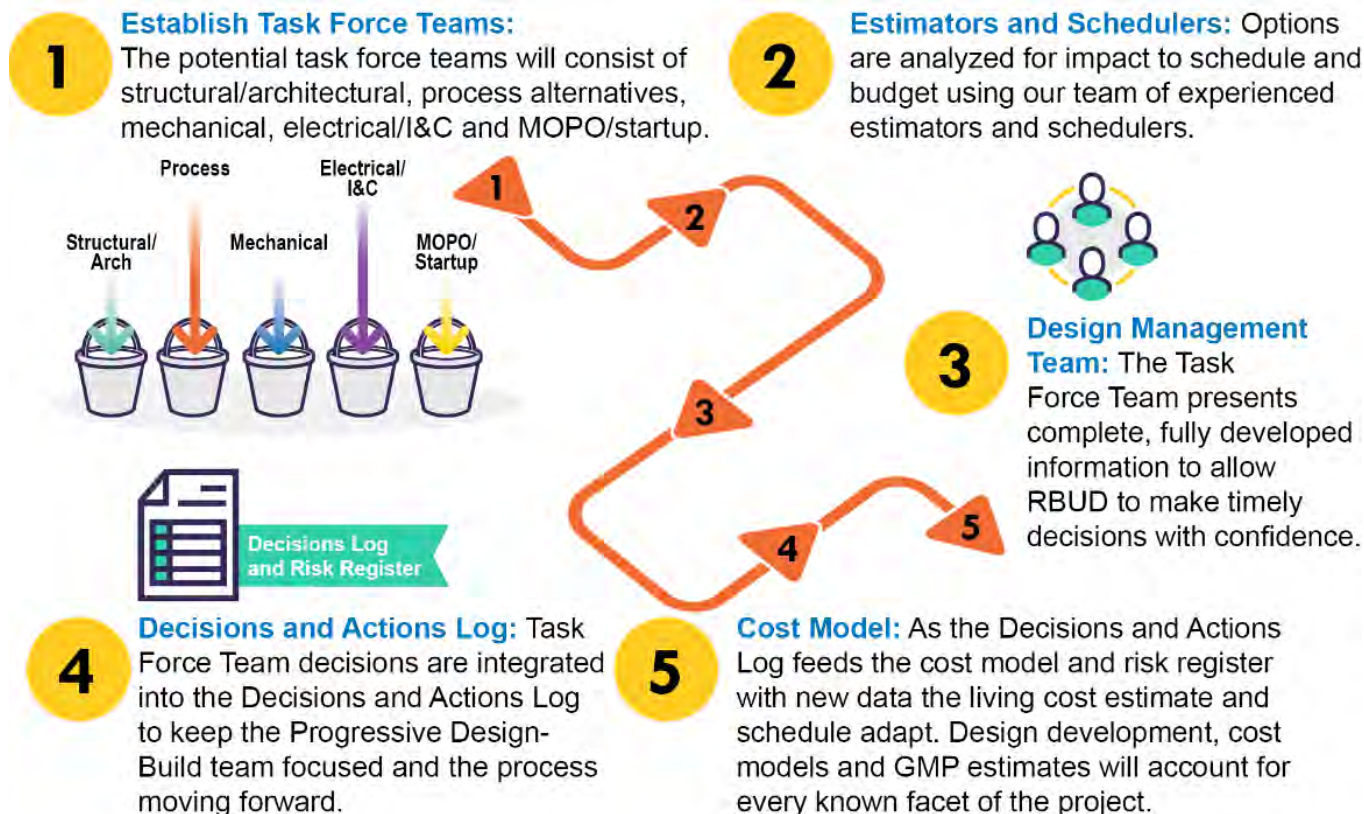 1
Establish Task Force Teams:
The potential task force teams will consist of
structural/architectural, process alternatives,
mechanical, electrical/I&C and MOPO/startup.
2
Estimators and Schedulers: Options
are analyzed for impact to schedule and
budget using our team of experienced
estimators and schedulers.
Process
Electrical/
I&C
Structural/
Arch
Mechanical
MOPO/
Startup
1
2
3
4
5
3
Design Management
Team: The Task
Force Team presents
complete, fully developed
information to allow
RBUD to make timely
decisions with confidence.
Decisions Log
and Risk Register
4
Decisions and Actions Log: Task
Force Team decisions are integrated
into the Decisions and Actions Log
to keep the Progressive Design-
Build team focused and the process
moving forward.
5
Cost Model: As the Decisions and Actions
Log feeds the cost model and risk register
with new data the living cost estimate and
schedule adapt. Design development, cost
models and GMP estimates will account for
every known facet of the project.